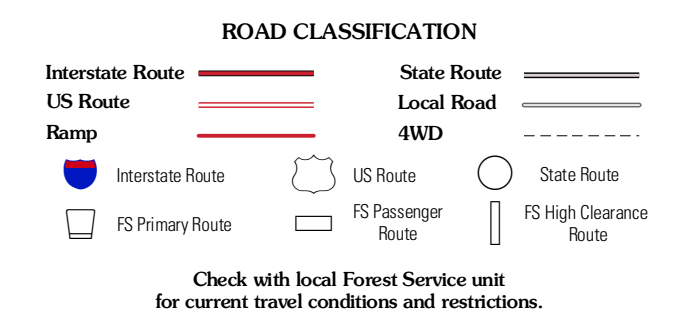 ROAD CLASSIFICATION
Interstate Route
State Route
US Route
Local Road
Ramp
4WD
Interstate Route
US Route
State Route
FS Primary Route
FS Passenger
Route
FS High Clearance
Route
Check with local Forest Service unit
for current travel conditions and restrictions.